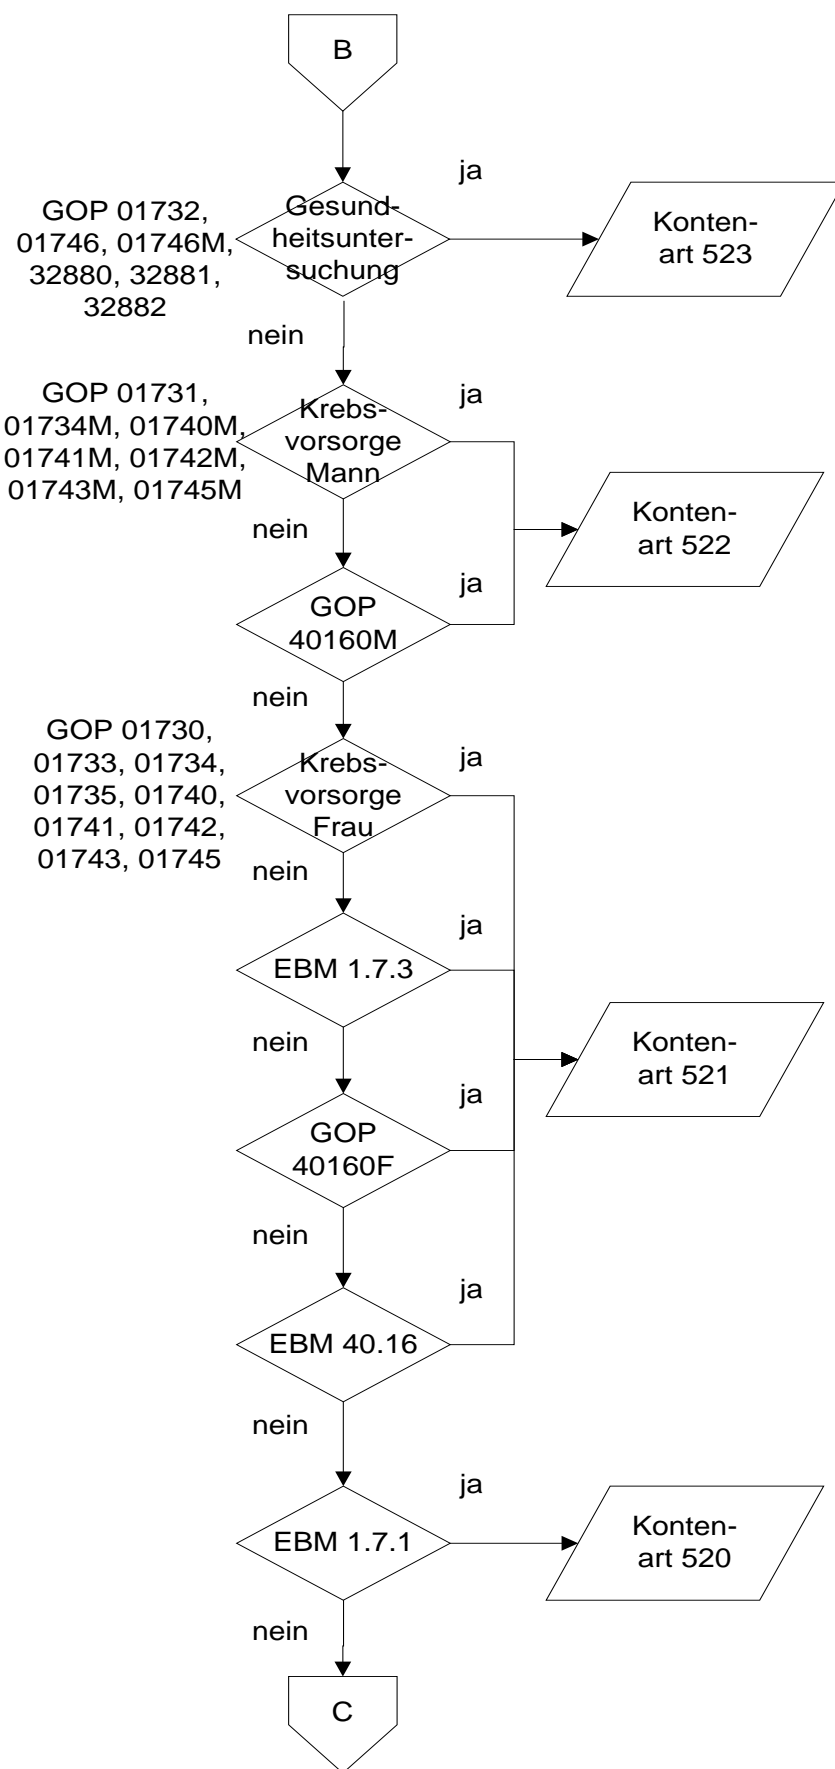 B
ja
GOP 01732,
01746, 01746M,
32880, 32881,
32882
Gesund-
heitsunter-
suchung
Konten-
art 523
nein
GOP 01731,
01734M, 01740M,
01741M, 01742M,
01743M, 01745M
Krebs-
vorsorge
Mann
ja
Konten-
art 522
nein
ja
GOP
40160M
nein
GOP 01730,
01733, 01734,
01735, 01740,
01741, 01742,
01743, 01745
Krebs-
vorsorge
Frau
ja
nein
ja
EBM 1.7.3
nein
Konten-
art 521
ja
GOP
40160F
nein
ja
EBM 40.16
nein
ja
EBM 1.7.1
Konten-
art 520
nein
C